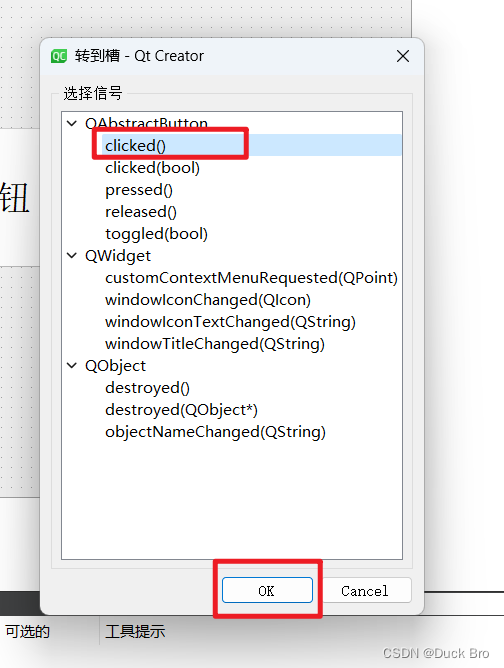 QC 转到槽 - Qt Creator
选择信号
QAbstractButton
clicked()
钮
clicked(bool)
pressed()
released()
toggled(bool)
QWidget
customContextMenuRequested(QPoint)
windowIconChanged(QIcon)
windowIconTextChanged(QString)
windowTitleChanged(QString)
QObject
destroyed()
destroyed(QObject*)
objectNameChanged(QString)
OK Cancel
可选的 工具提示
CSDN @Duck Bro